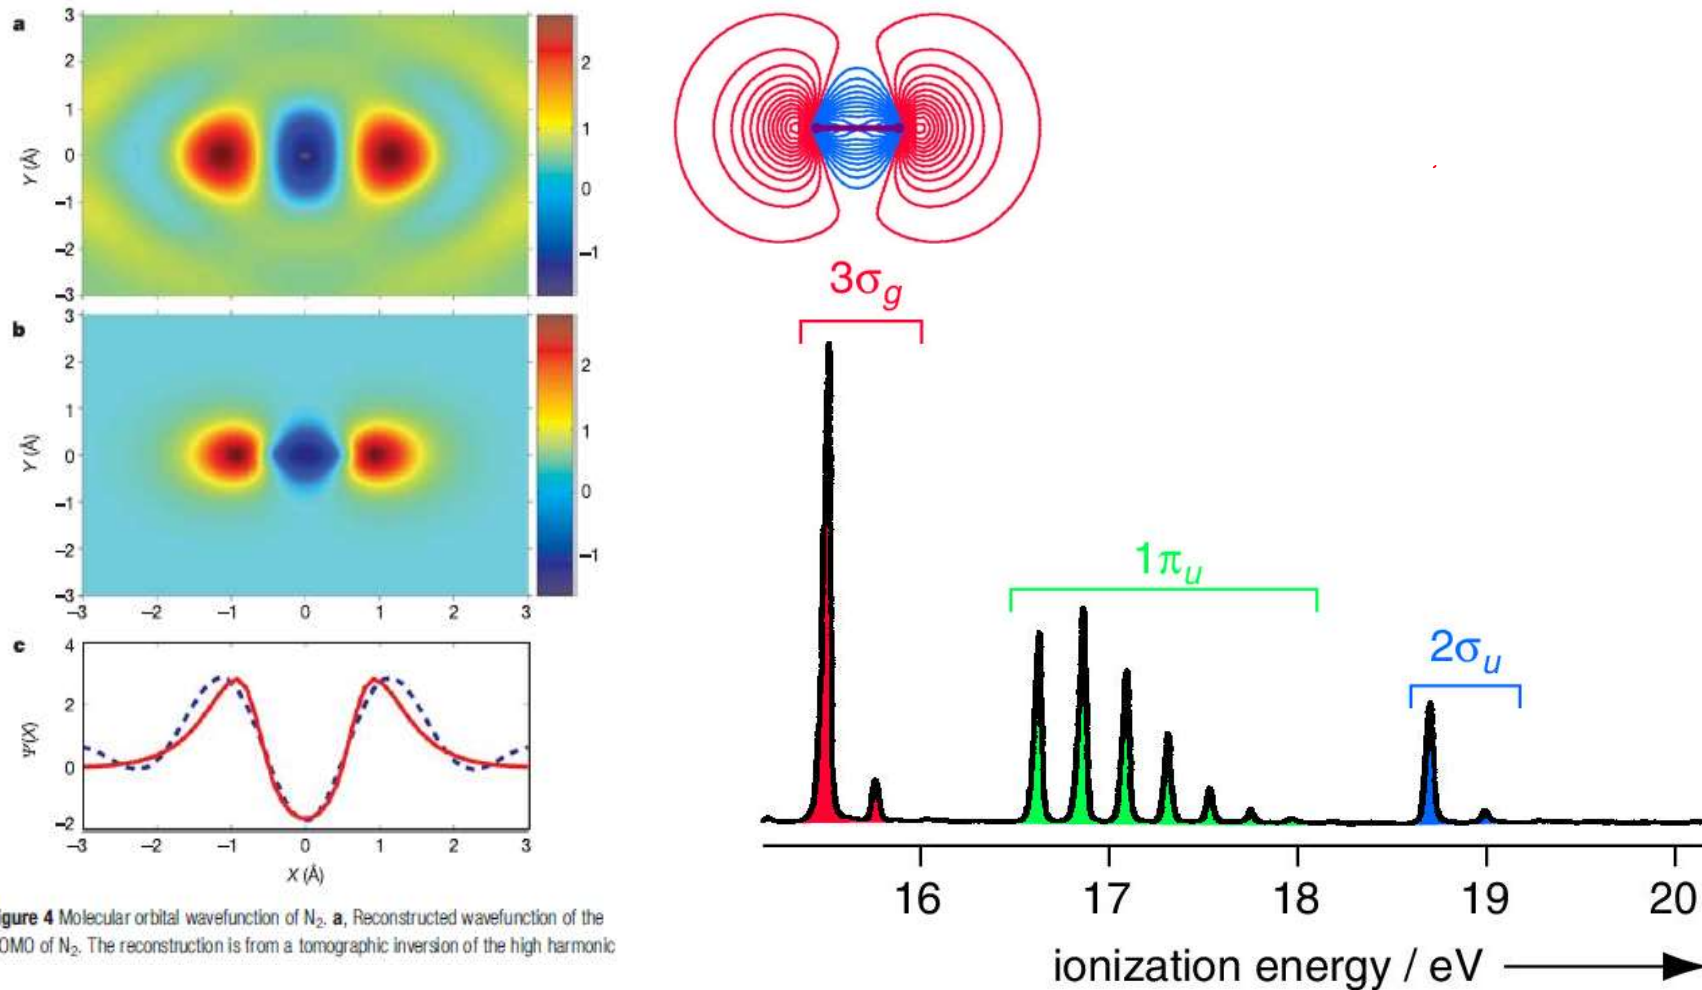 a
3
2
1
0
−1
−2
−3
Y (Å)
2
1
0
−1
b
3
2
1
0
−1
−2
−3
Y (Å)
−3 −2 −1 0 1 2 3
2
1
0
−1
c
4
2
0
−2
Ψ(X)
−3 −2 −1 0 1 2 3
X (Å)
igure 4 Molecular orbital wavefunction of N₂. a, Reconstructed wavefunction of the
OMO of N₂. The reconstruction is from a tomographic inversion of the high harmonic
3σg
1πu
2σu
16 17 18 19 20
ionization energy / eV